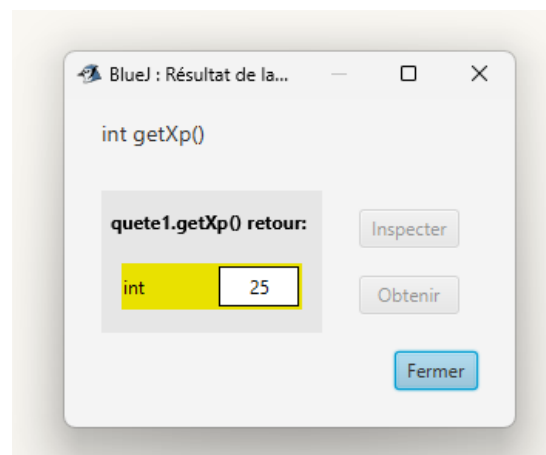 BlueJ : Résultat de la...
int getXp()
quete1.getXp() retour:
Inspecter
int 25
Obtenir
Fermer